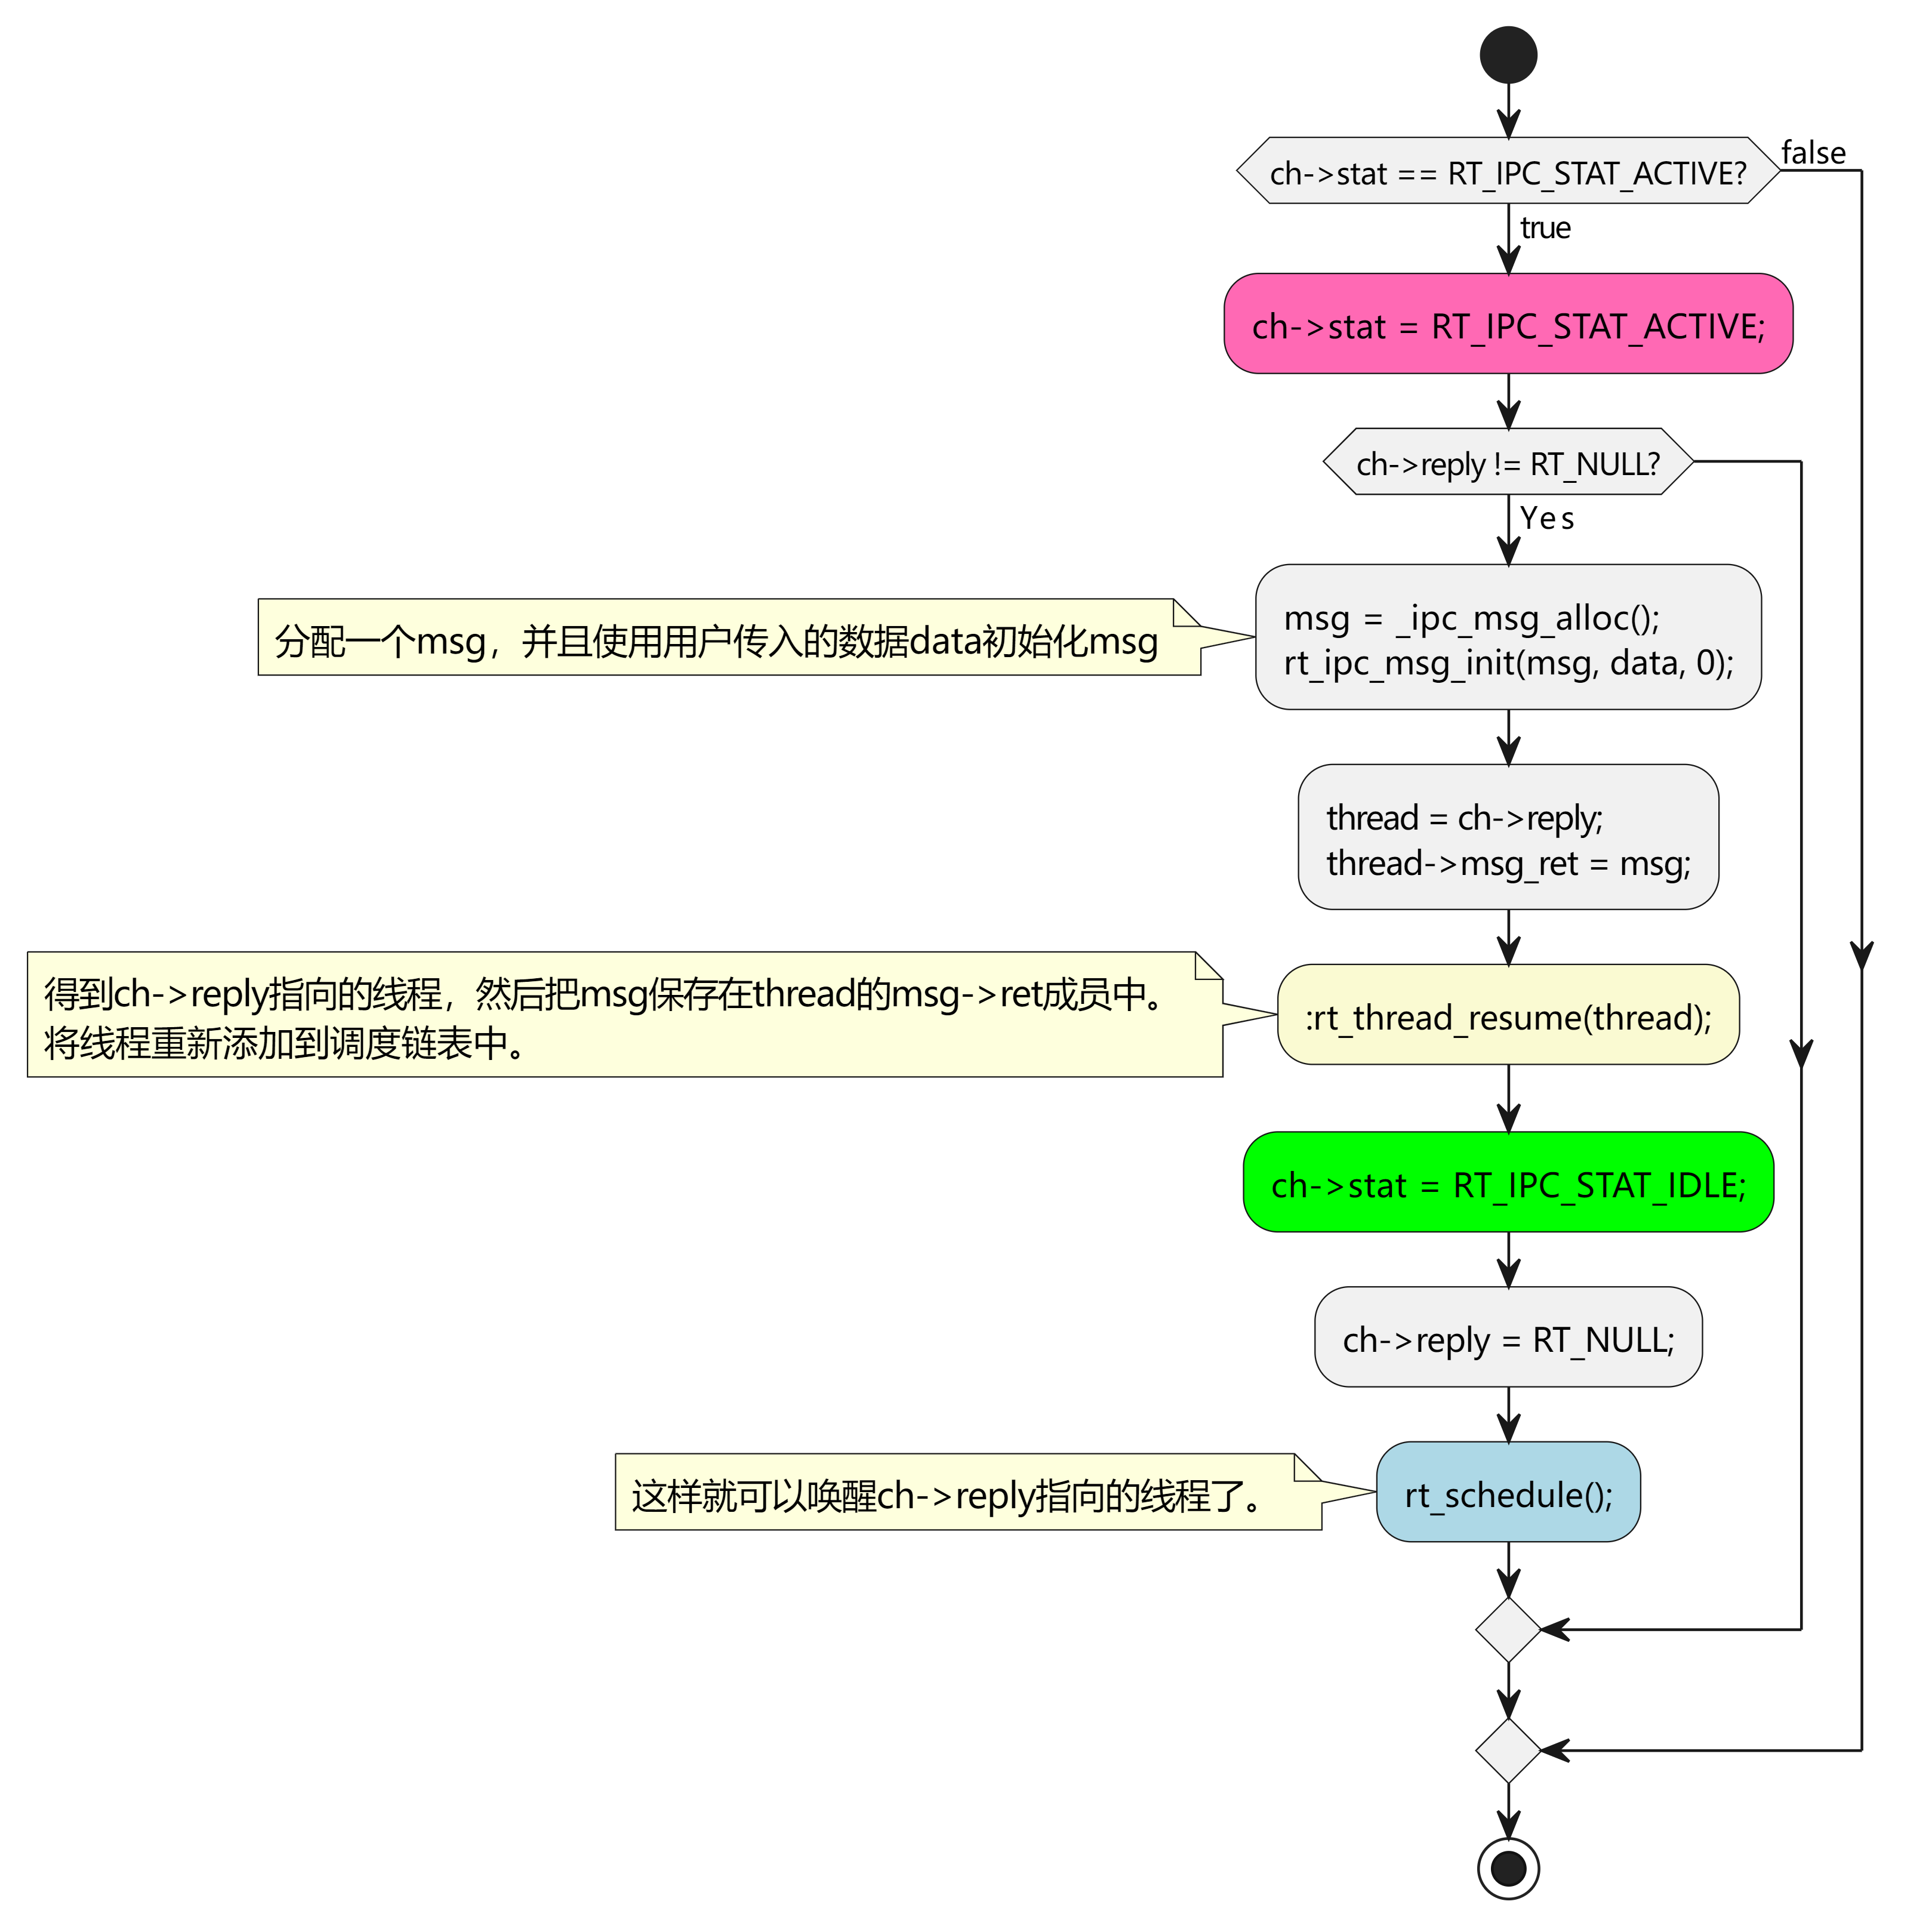 ch->stat == RT_IPC_STAT_ACTIVE?
false
true
ch->stat = RT_IPC_STAT_ACTIVE;
ch->reply != RT_NULL?
Yes
分配一个msg，并且使用用户传入的数据data初始化msg
msg = _ipc_msg_alloc();
rt_ipc_msg_init(msg, data, 0);
thread = ch->reply;
thread->msg_ret = msg;
得到ch->reply指向的线程，然后把msg保存在thread的msg->ret成员中。
将线程重新添加到调度链表中。
:rt_thread_resume(thread);
ch->stat = RT_IPC_STAT_IDLE;
ch->reply = RT_NULL;
这样就可以唤醒ch->reply指向的线程了。
rt_schedule();